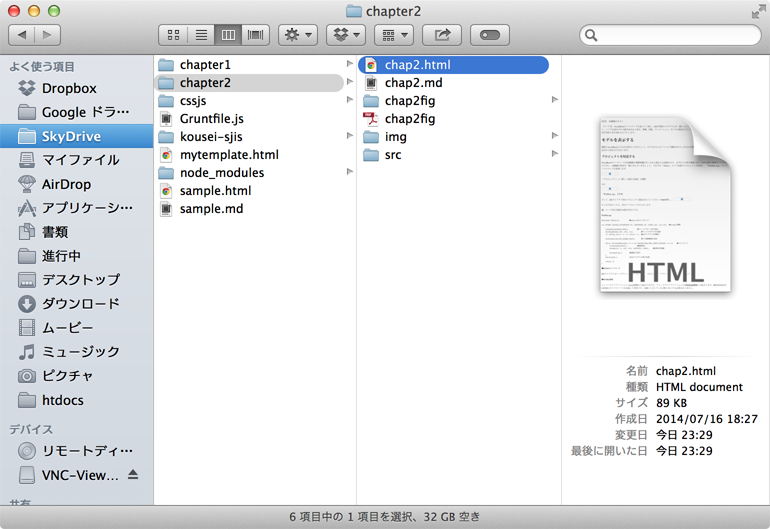 chapter2
よく使う項目
Dropbox
Google ドラ…
SkyDrive
マイファイル
AirDrop
アプリケーシ…
書類
進行中
デスクトップ
ダウンロード
ムービー
ミュージック
ピクチャ
htdocs
デバイス
リモートディ…
VNC-View…
共有
chapter1
chapter2
cssjs
Gruntfile.js
kousei-sjis
mytemplate.html
node_modules
sample.html
sample.md
chap2.html
chap2.md
chap2fig
chap2fig
img
src
HTML
名前 chap2.html
種類 HTML document
サイズ 89 KB
作成日 2014/07/16 18:27
変更日 今日 23:29
最後に開いた日 今日 23:29
6 項目中の 1 項目を選択、32 GB 空き